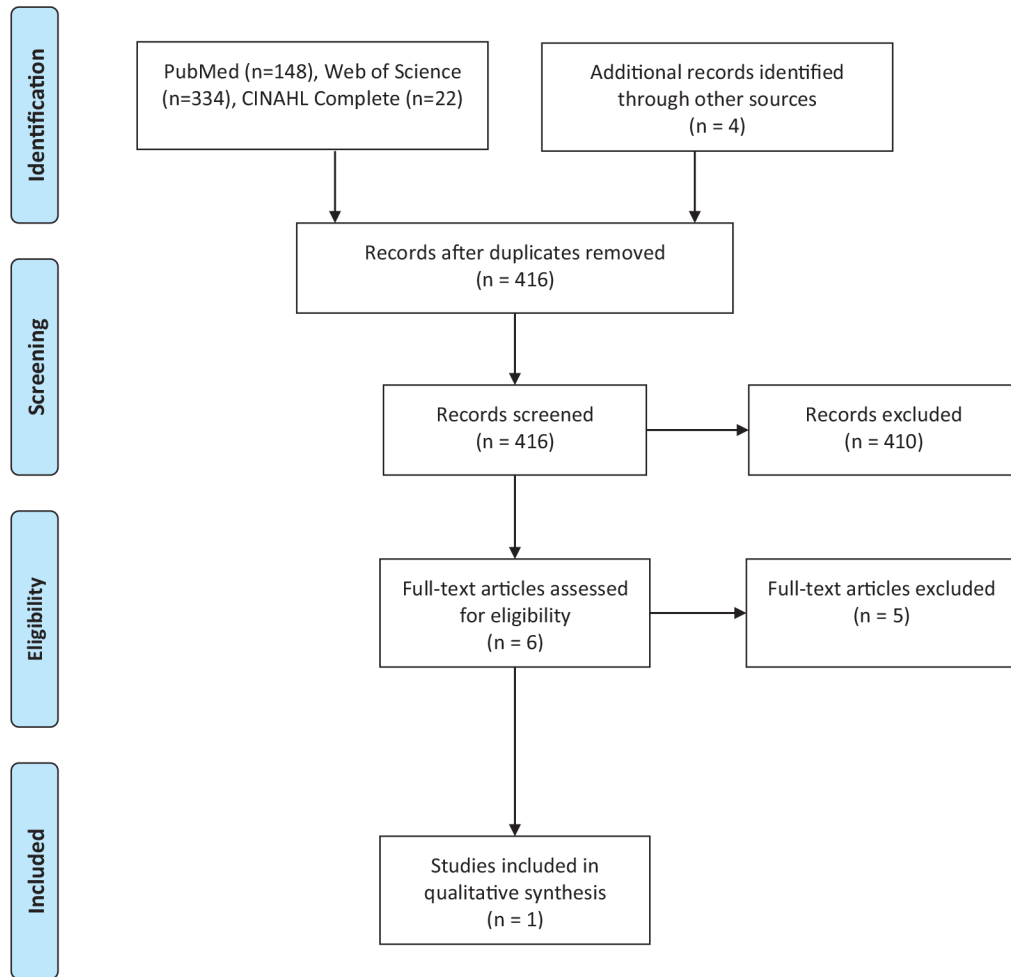 Identification
PubMed (n=148), Web of Science
(n=334), CINAHL Complete (n=22)
Additional records identified
through other sources
(n = 4)
Records after duplicates removed
(n = 416)
Screening
Records screened
(n = 416)
Records excluded
(n = 410)
Eligibility
Full-text articles assessed
for eligibility
(n = 6)
Full-text articles excluded
(n = 5)
Included
Studies included in
qualitative synthesis
(n = 1)